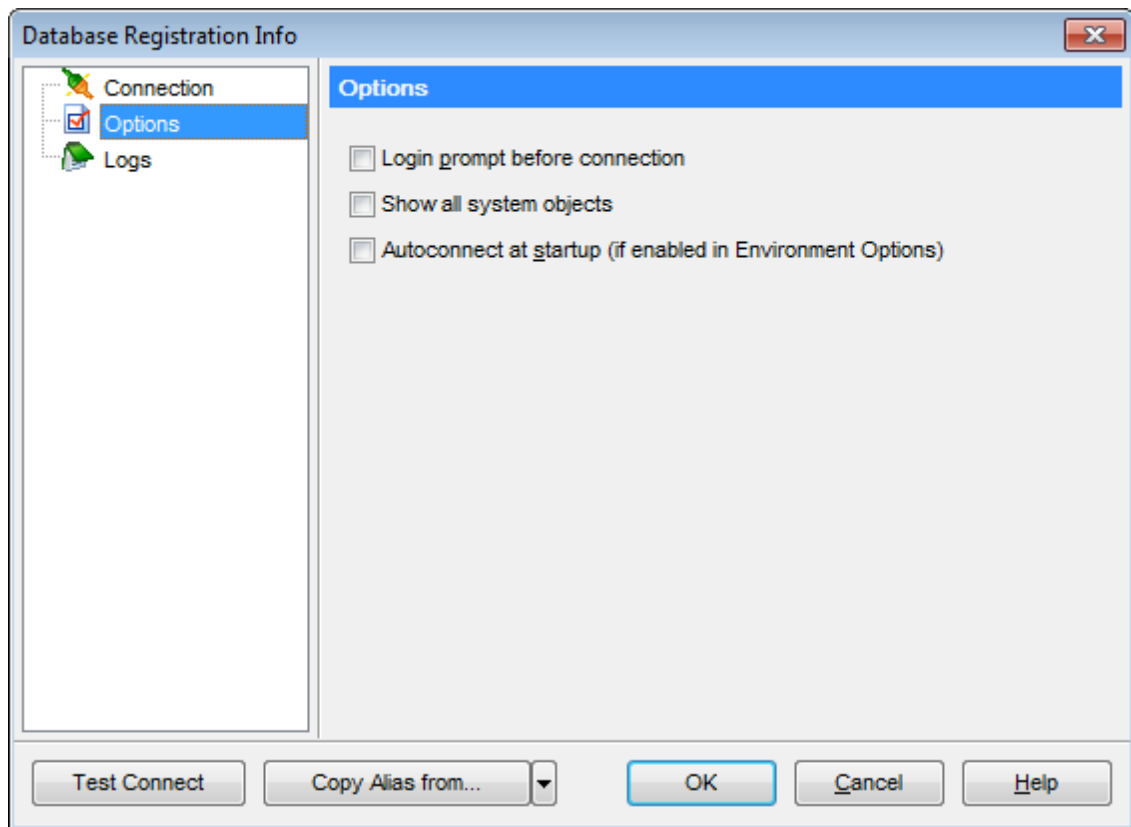 Database Registration Info
Connection
Options
Logs
Options
Login prompt before connection
Show all system objects
Autoconnect at startup (if enabled in Environment Options)
Test Connect
Copy Alias from...
OK
Cancel
Help